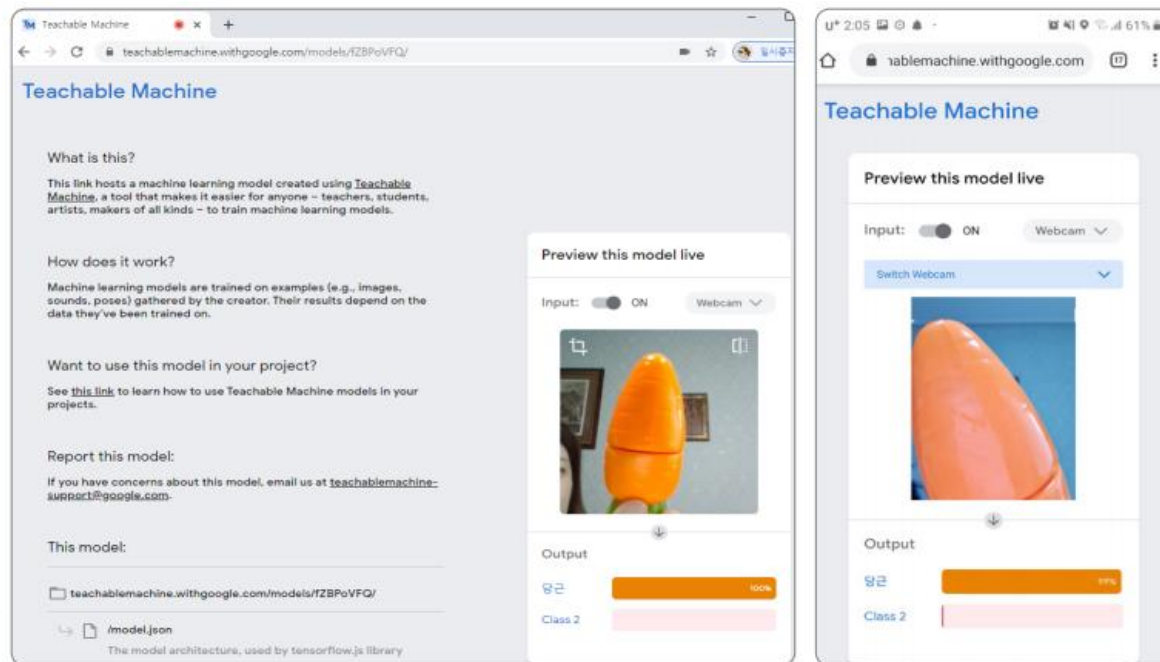 Teachable Machine
teachablemachine.withgoogle.com/models/fZBPoVFQ/
Teachable Machine
What is this?
This link hosts a machine learning model created using Teachable
Machine, a tool that makes it easier for anyone – teachers, students,
artists, makers of all kinds – to train machine learning models.
How does it work?
Machine learning models are trained on examples (e.g., images,
sounds, poses) gathered by the creator. Their results depend on the
data they've been trained on.
Want to use this model in your project?
See this link to learn how to use Teachable Machine models in your
projects.
Report this model:
If you have concerns about this model, email us at teachablemachine-
support@google.com.
This model:
teachablemachine.withgoogle.com/models/fZBPoVFQ/
/model.json
The model architecture, used by tensorflow.js library
Preview this model live
Input: ON Webcam
Output
당근 100%
Class 2
U+ 2:05 61%
nablemachine.withgoogle.com 17
Teachable Machine
Preview this model live
Input: ON Webcam
Switch Webcam
Output
당근 99%
Class 2